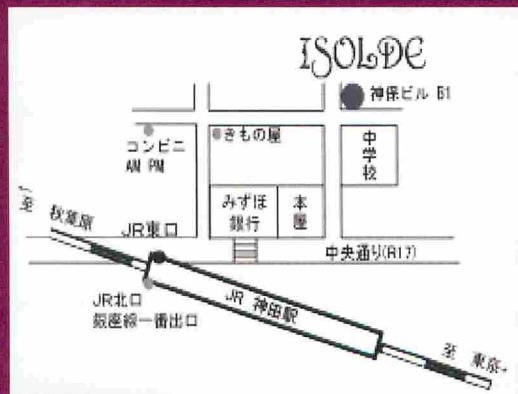 ISOLDE
神保ビル B1
コンビニ
AM PM
きもの屋
中学校
みずほ
銀行
本屋
至 秋葉原
JR東口
中央通り(R17)
JR北口
銀座線一番出口
JR 神田駅
至 東京